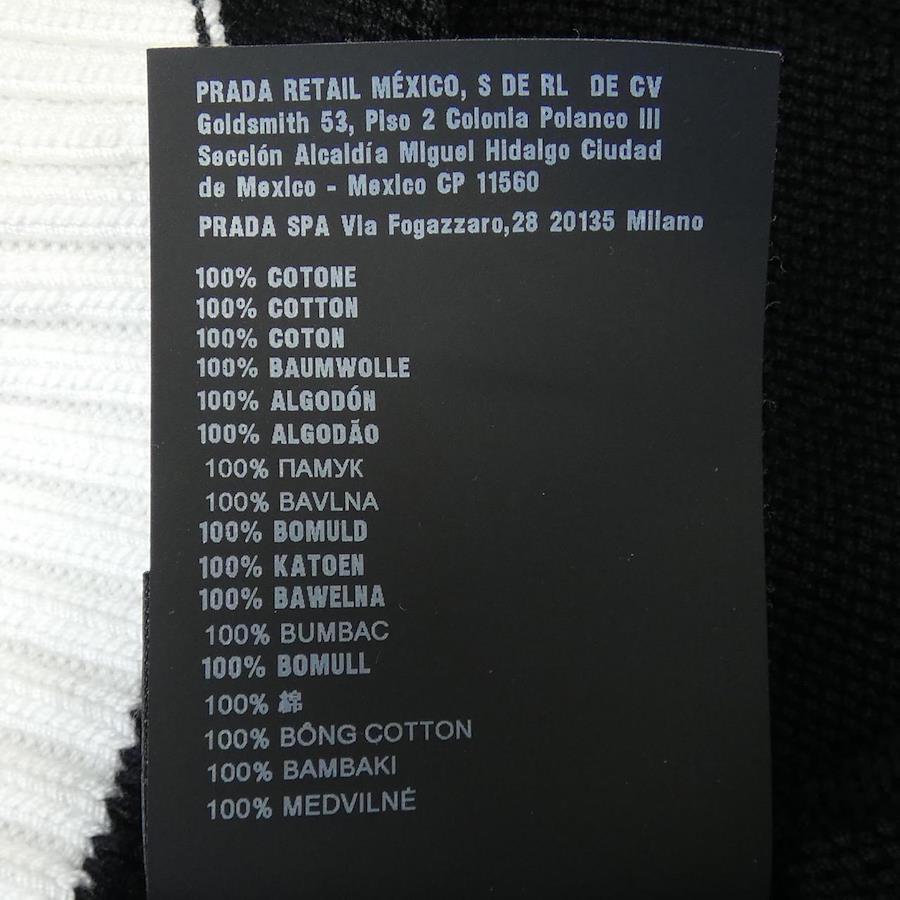 PRADA RETAIL MÉXICO, S DE RL DE CV
Goldsmith 53, Piso 2 Colonia Polanco III
Sección Alcaldía Miguel Hidalgo Ciudad
de Mexico - Mexico CP 11560
PRADA SPA Via Fogazzaro,28 20135 Milano
100% COTONE
100% COTTON
100% COTON
100% BAUMWOLLE
100% ALGODÓN
100% ALGODÃO
100% ПАМУК
100% BAVLNA
100% BOMULD
100% KATOEN
100% BAWELNA
100% BUMBAC
100% BOMULL
100% 綿
100% BÔNG COTTON
100% BAMBAKI
100% MEDVILNĖ